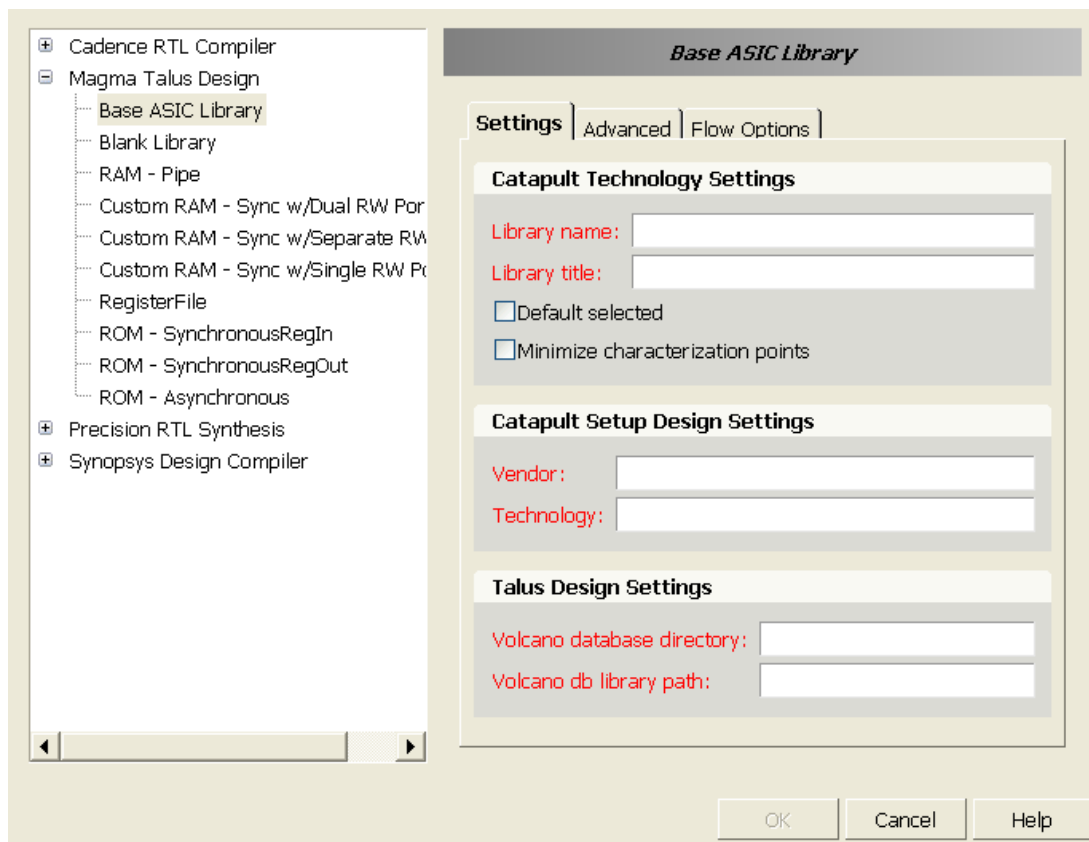 Cadence RTL Compiler
Magma Talus Design
Base ASIC Library
Blank Library
RAM - Pipe
Custom RAM - Sync w/Dual RW Por
Custom RAM - Sync w/Separate RW
Custom RAM - Sync w/Single RW Po
RegisterFile
ROM - SynchronousRegIn
ROM - SynchronousRegOut
ROM - Asynchronous
Precision RTL Synthesis
Synopsys Design Compiler
Base ASIC Library
Settings Advanced Flow Options
Catapult Technology Settings
Library name:
Library title:
Default selected
Minimize characterization points
Catapult Setup Design Settings
Vendor:
Technology:
Talus Design Settings
Volcano database directory:
Volcano db library path:
OK Cancel Help